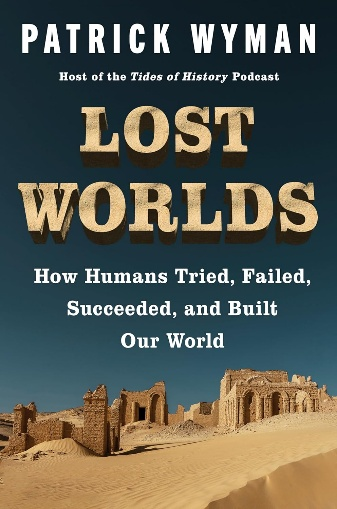 PATRICK WYMAN
Host of the Tides of History Podcast
LOST
WORLDS
How Humans Tried, Failed,
Succeeded, and Built
Our World